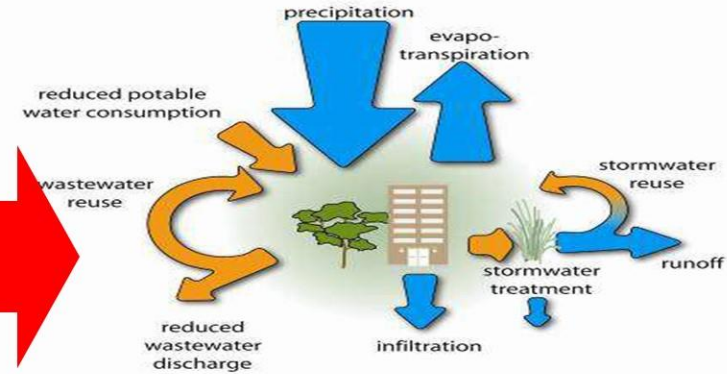 precipitation
evapo-
transpiration
reduced potable
water consumption
wastewater
reuse
stormwater
reuse
runoff
stormwater
treatment
reduced
wastewater
discharge
infiltration